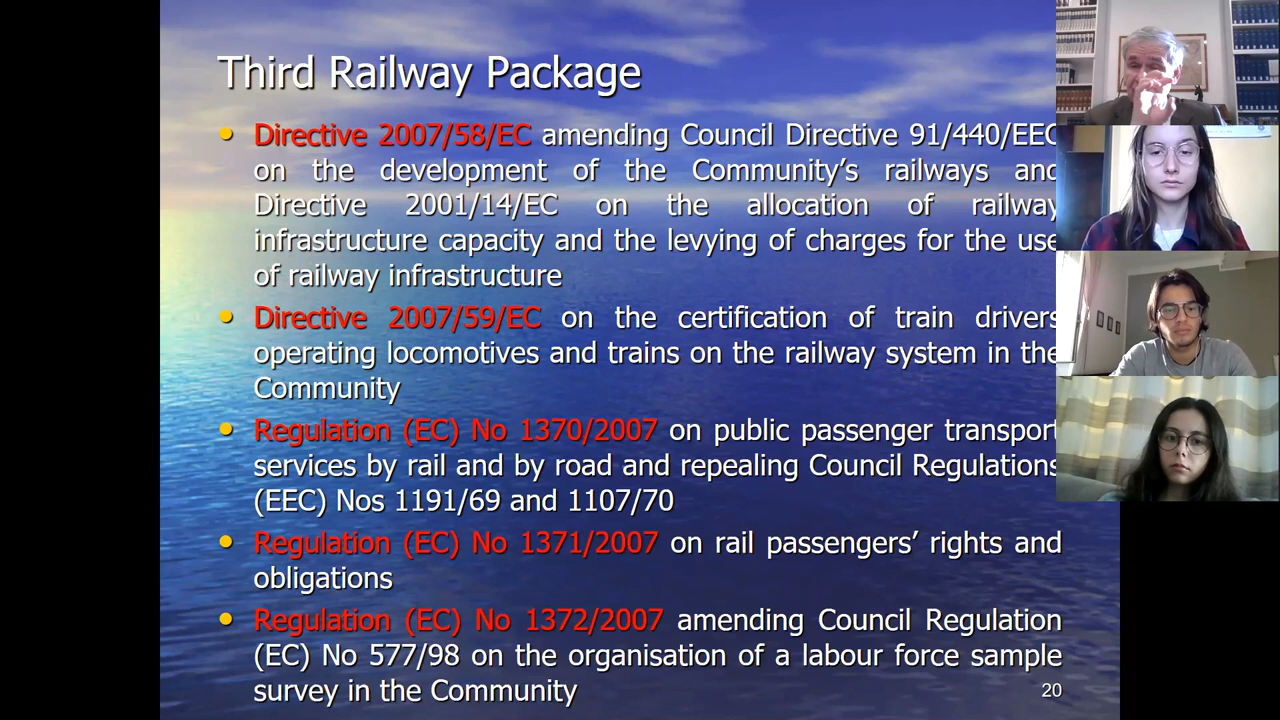 Third Railway Package
• Directive 2007/58/EC amending Council Directive 91/440/EEC
on the development of the Community’s railways and
Directive 2001/14/EC on the allocation of railway
infrastructure capacity and the levying of charges for the use
of railway infrastructure
• Directive 2007/59/EC on the certification of train drivers
operating locomotives and trains on the railway system in the
Community
• Regulation (EC) No 1370/2007 on public passenger transport
services by rail and by road and repealing Council Regulations
(EEC) Nos 1191/69 and 1107/70
• Regulation (EC) No 1371/2007 on rail passengers’ rights and
obligations
• Regulation (EC) No 1372/2007 amending Council Regulation
(EC) No 577/98 on the organisation of a labour force sample
survey in the Community
20